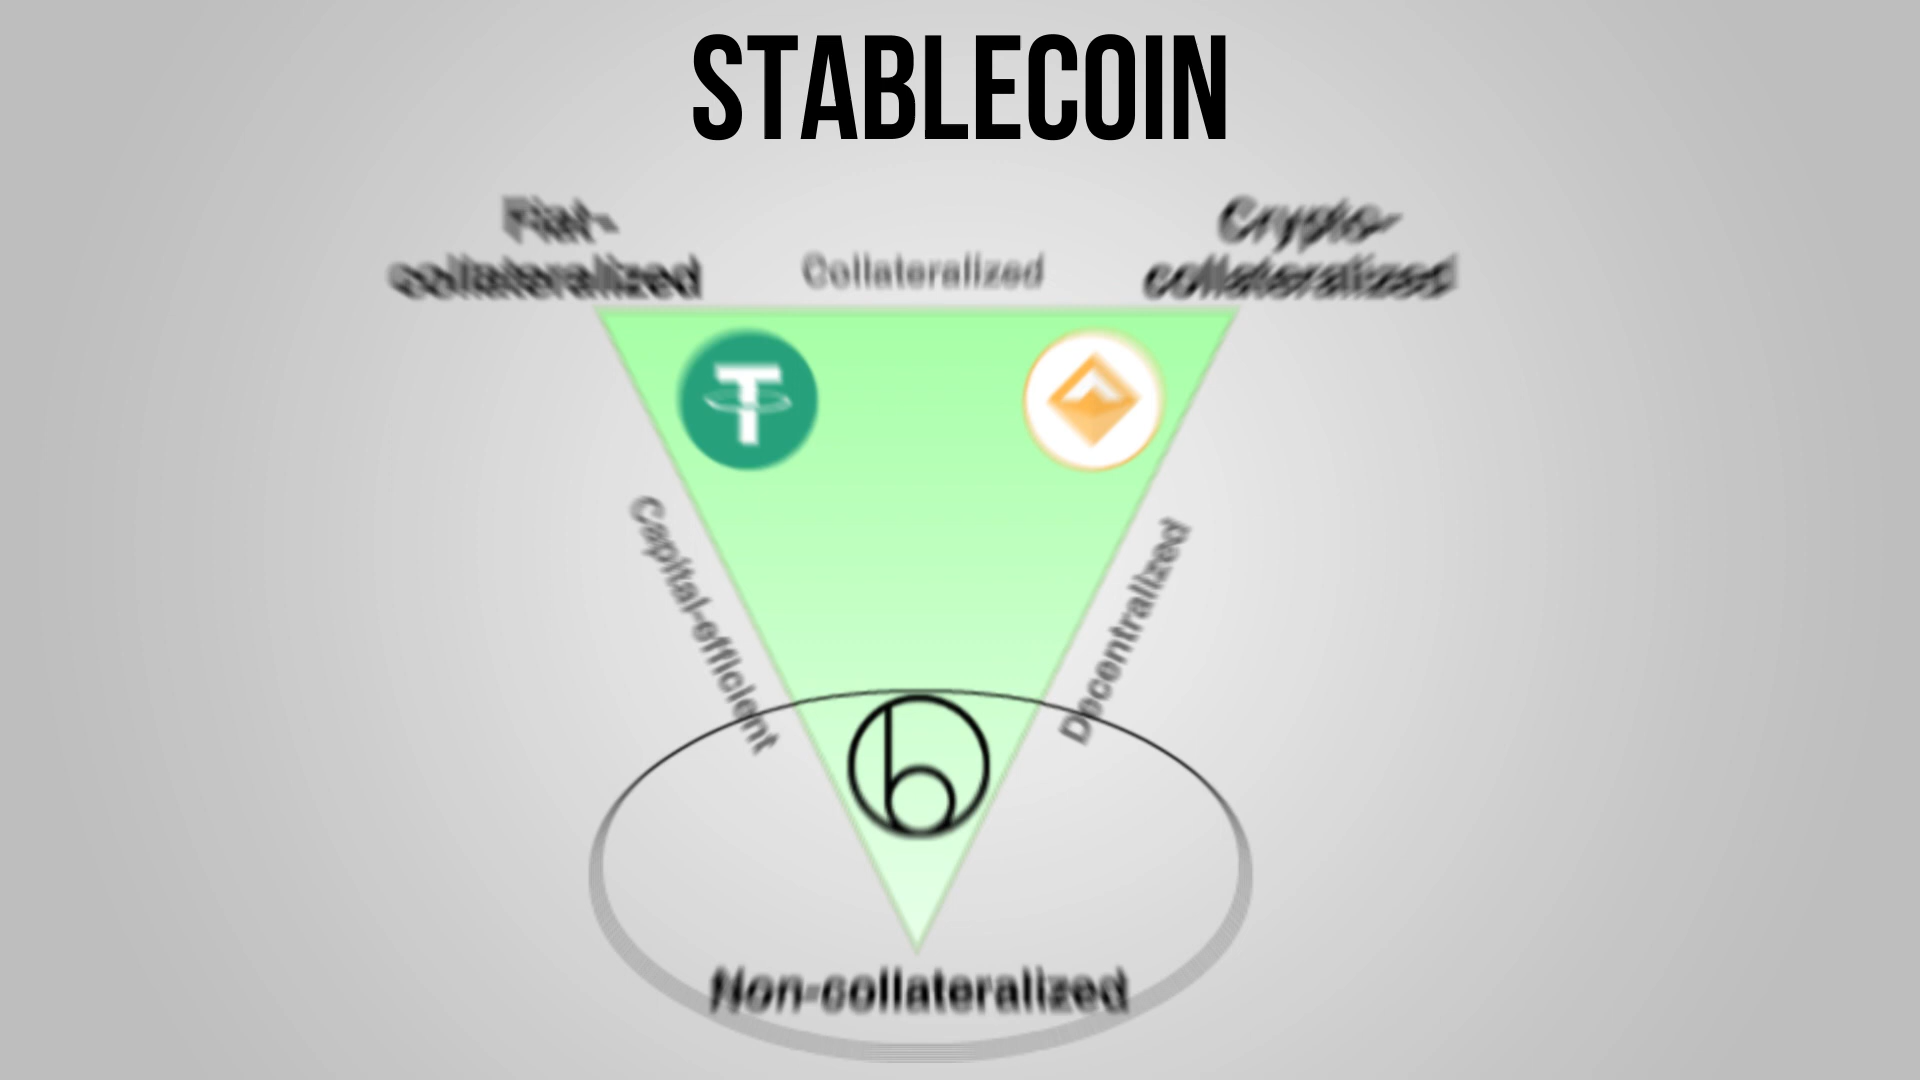 STABLECOIN
Fiat-
collateralized
Collateralized
Crypto-
collateralized
Capital-efficient
Decentralized
Non-collateralized